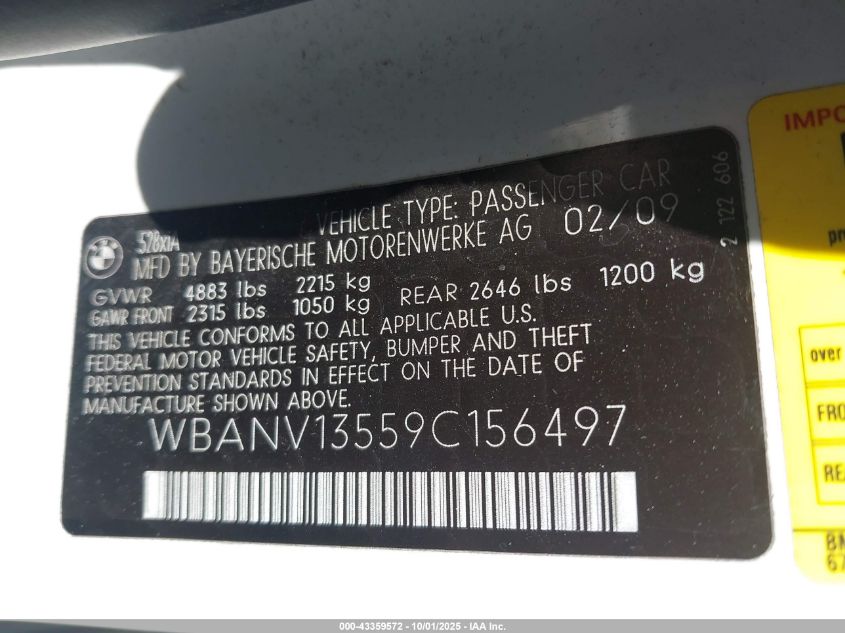 528xiA VEHICLE TYPE: PASSENGER CAR
MFD BY BAYERISCHE MOTORENWERKE AG 02/09
GVWR 4883 lbs 2215 kg
GAWR FRONT 2315 lbs 1050 kg REAR 2646 lbs 1200 kg
THIS VEHICLE CONFORMS TO ALL APPLICABLE U.S.
FEDERAL MOTOR VEHICLE SAFETY, BUMPER AND THEFT
PREVENTION STANDARDS IN EFFECT ON THE DATE OF
MANUFACTURE SHOWN ABOVE.
WBANV13559C156497
2 122 606
IMPO
over
FRO
RE
BM
67
000-43359572 - 10/01/2025 - IAA Inc.